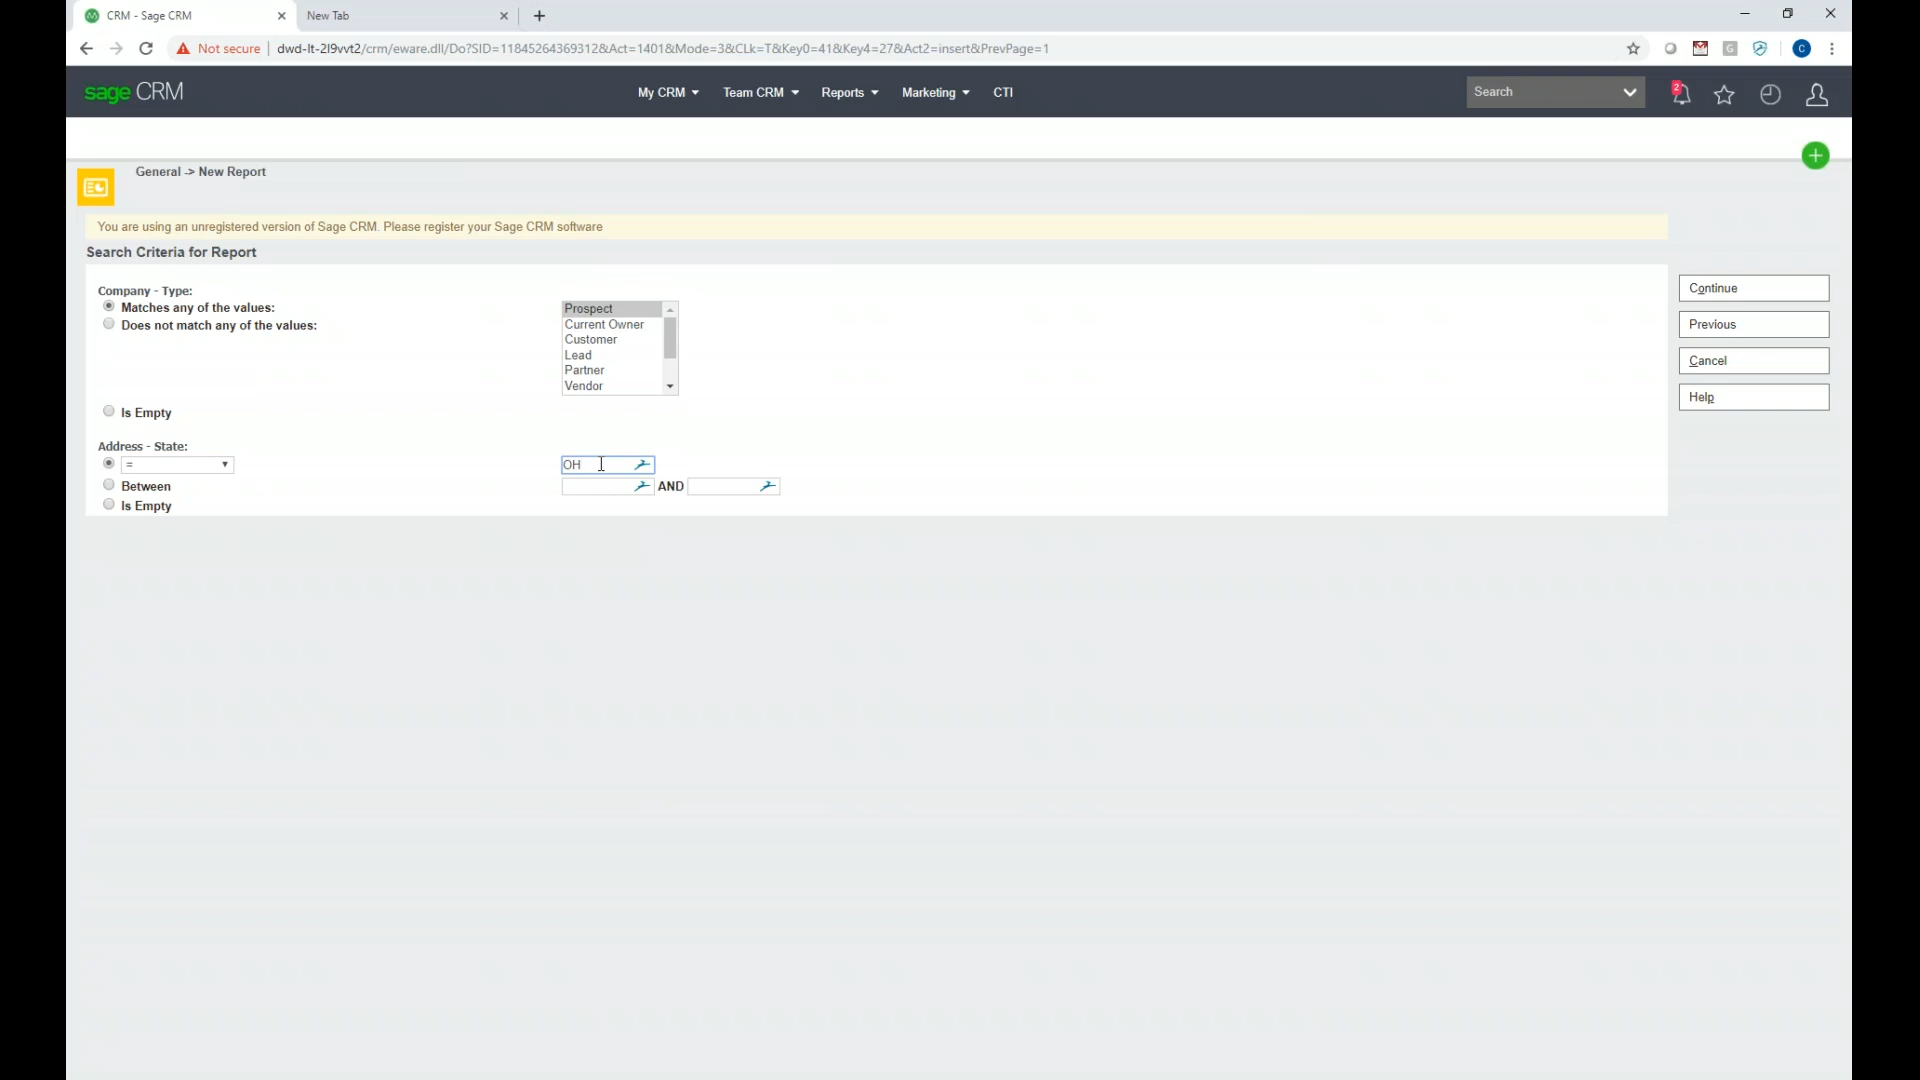 CRM - Sage CRM
New Tab
Not secure
dwd-lt-2l9vvt2/crm/eware.dll/Do?SID=11845264369312&Act=1401&Mode=3&CLk=T&Key0=41&Key4=27&Act2=insert&PrevPage=1
G
C
sage CRM
My CRM
Team CRM
Reports
Marketing
CTI
Search
2
General -> New Report
You are using an unregistered version of Sage CRM. Please register your Sage CRM software
Search Criteria for Report
Company - Type:
Matches any of the values:
Does not match any of the values:
Prospect
Current Owner
Customer
Lead
Partner
Vendor
Is Empty
Address - State:
=
OH
Between
AND
Is Empty
Continue
Previous
Cancel
Help